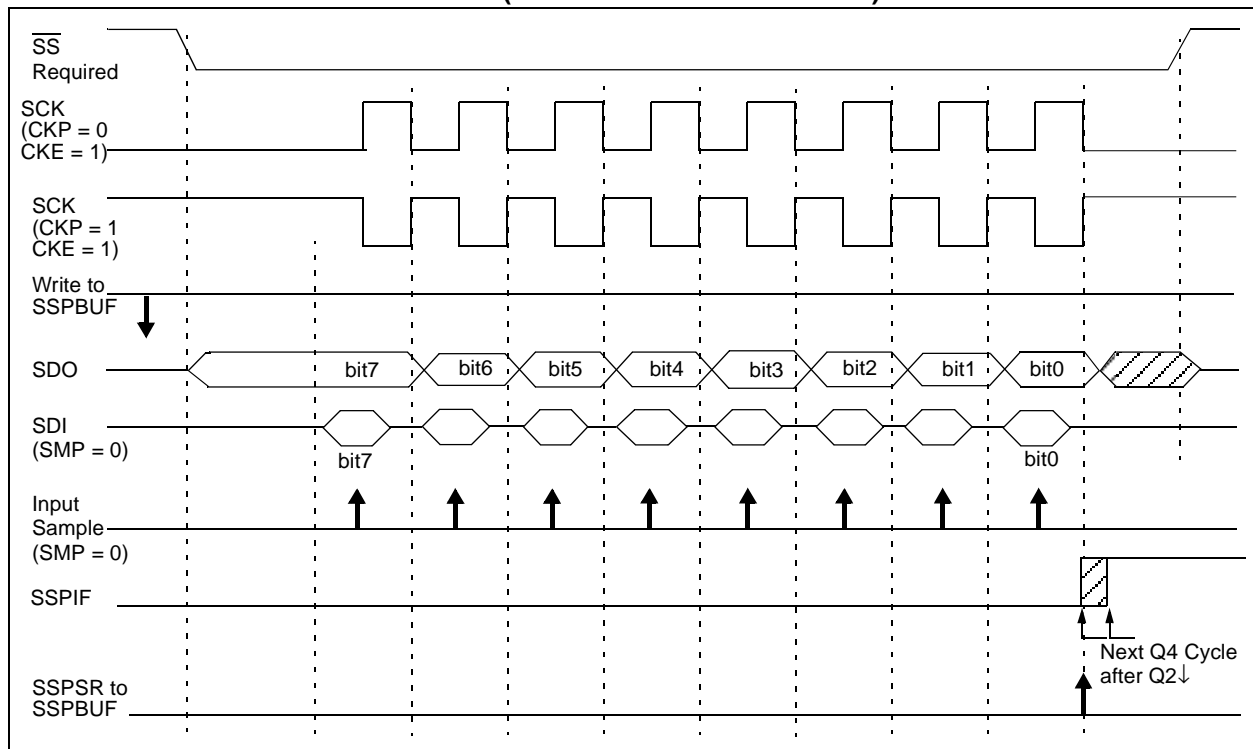 SS
Required
SCK
(CKP = 0
CKE = 1)
SCK
(CKP = 1
CKE = 1)
Write to
SSPBUF
SDO
bit7 bit6 bit5 bit4 bit3 bit2 bit1 bit0
SDI
(SMP = 0)
bit7 bit0
Input
Sample
(SMP = 0)
SSPIF
Next Q4 Cycle
after Q2↓
SSPSR to
SSPBUF